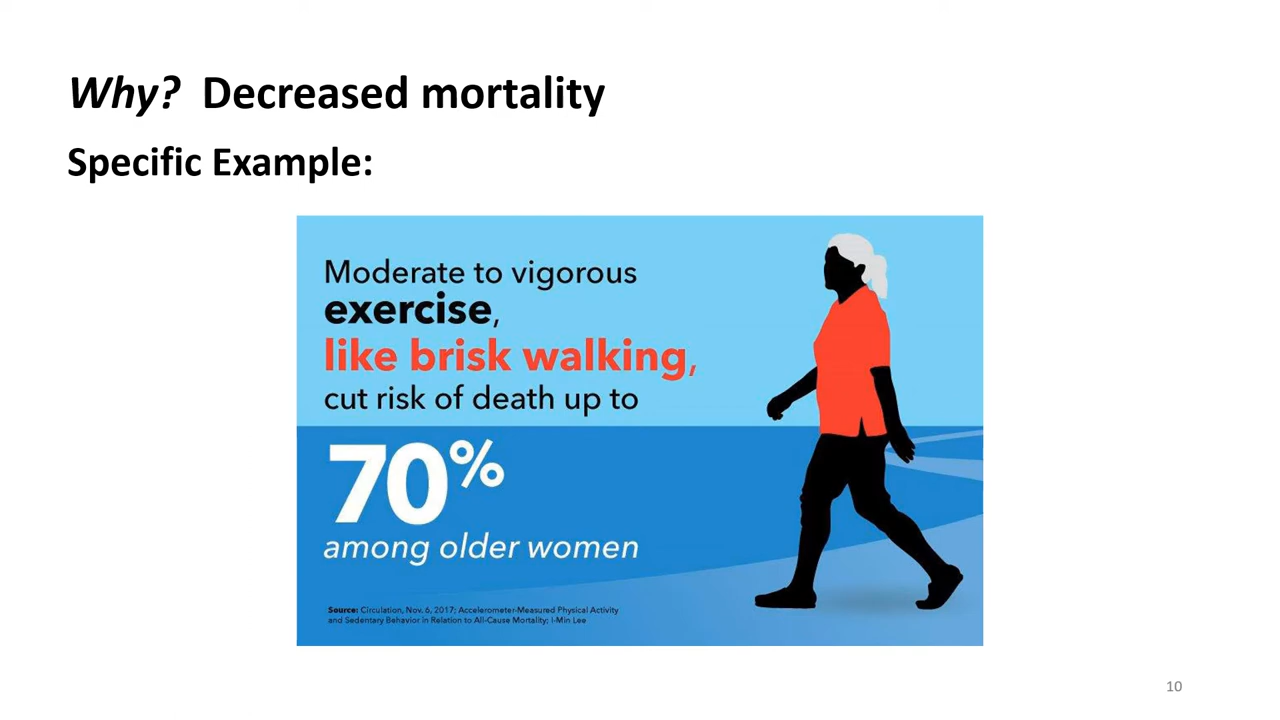 Why? Decreased mortality
Specific Example:
Moderate to vigorous
exercise,
like brisk walking,
cut risk of death up to
70%
among older women
Source: Circulation, Nov. 6, 2017; Accelerometer-Measured Physical Activity
and Sedentary Behavior in Relation to All-Cause Mortality; I-Min Lee
10